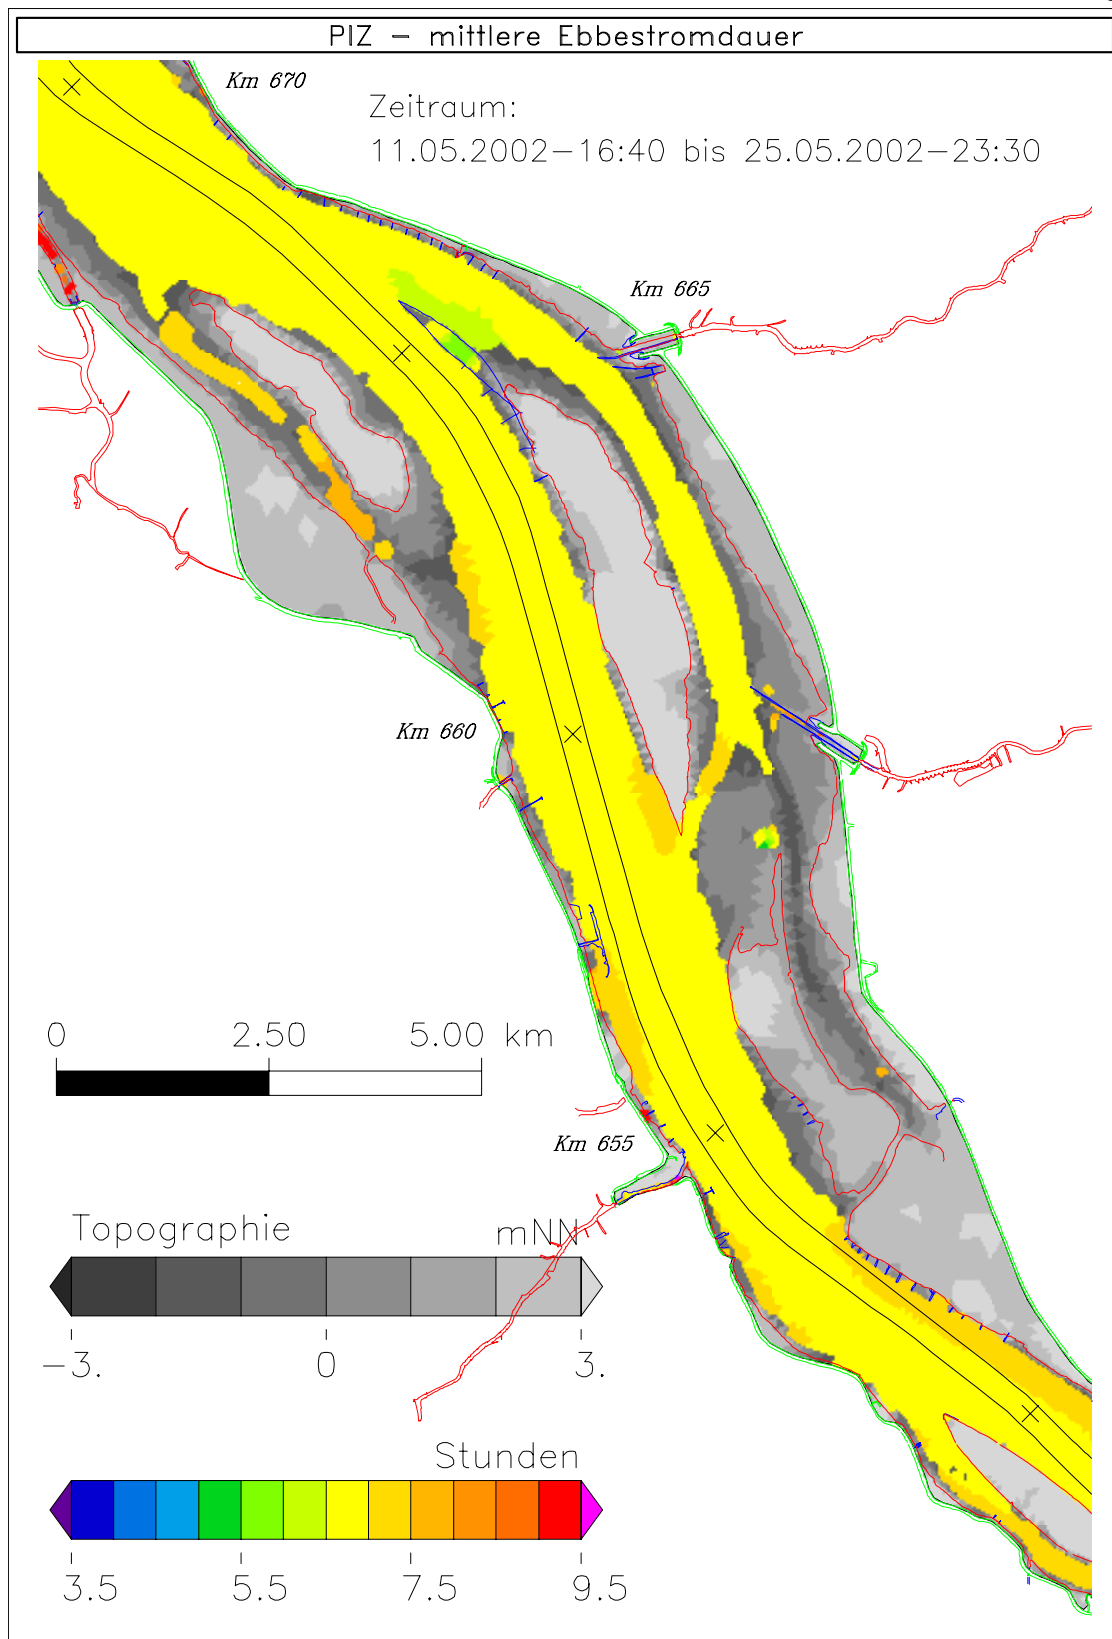 PIZ - mittlere Ebbestromdauer
Km 670
Zeitraum:
11.05.2002-16:40 bis 25.05.2002-23:30
Km 665
Km 660
0 2.50 5.00 km
Km 655
Topographie mNN
-3. 0 3.
Stunden
3.5 5.5 7.5 9.5